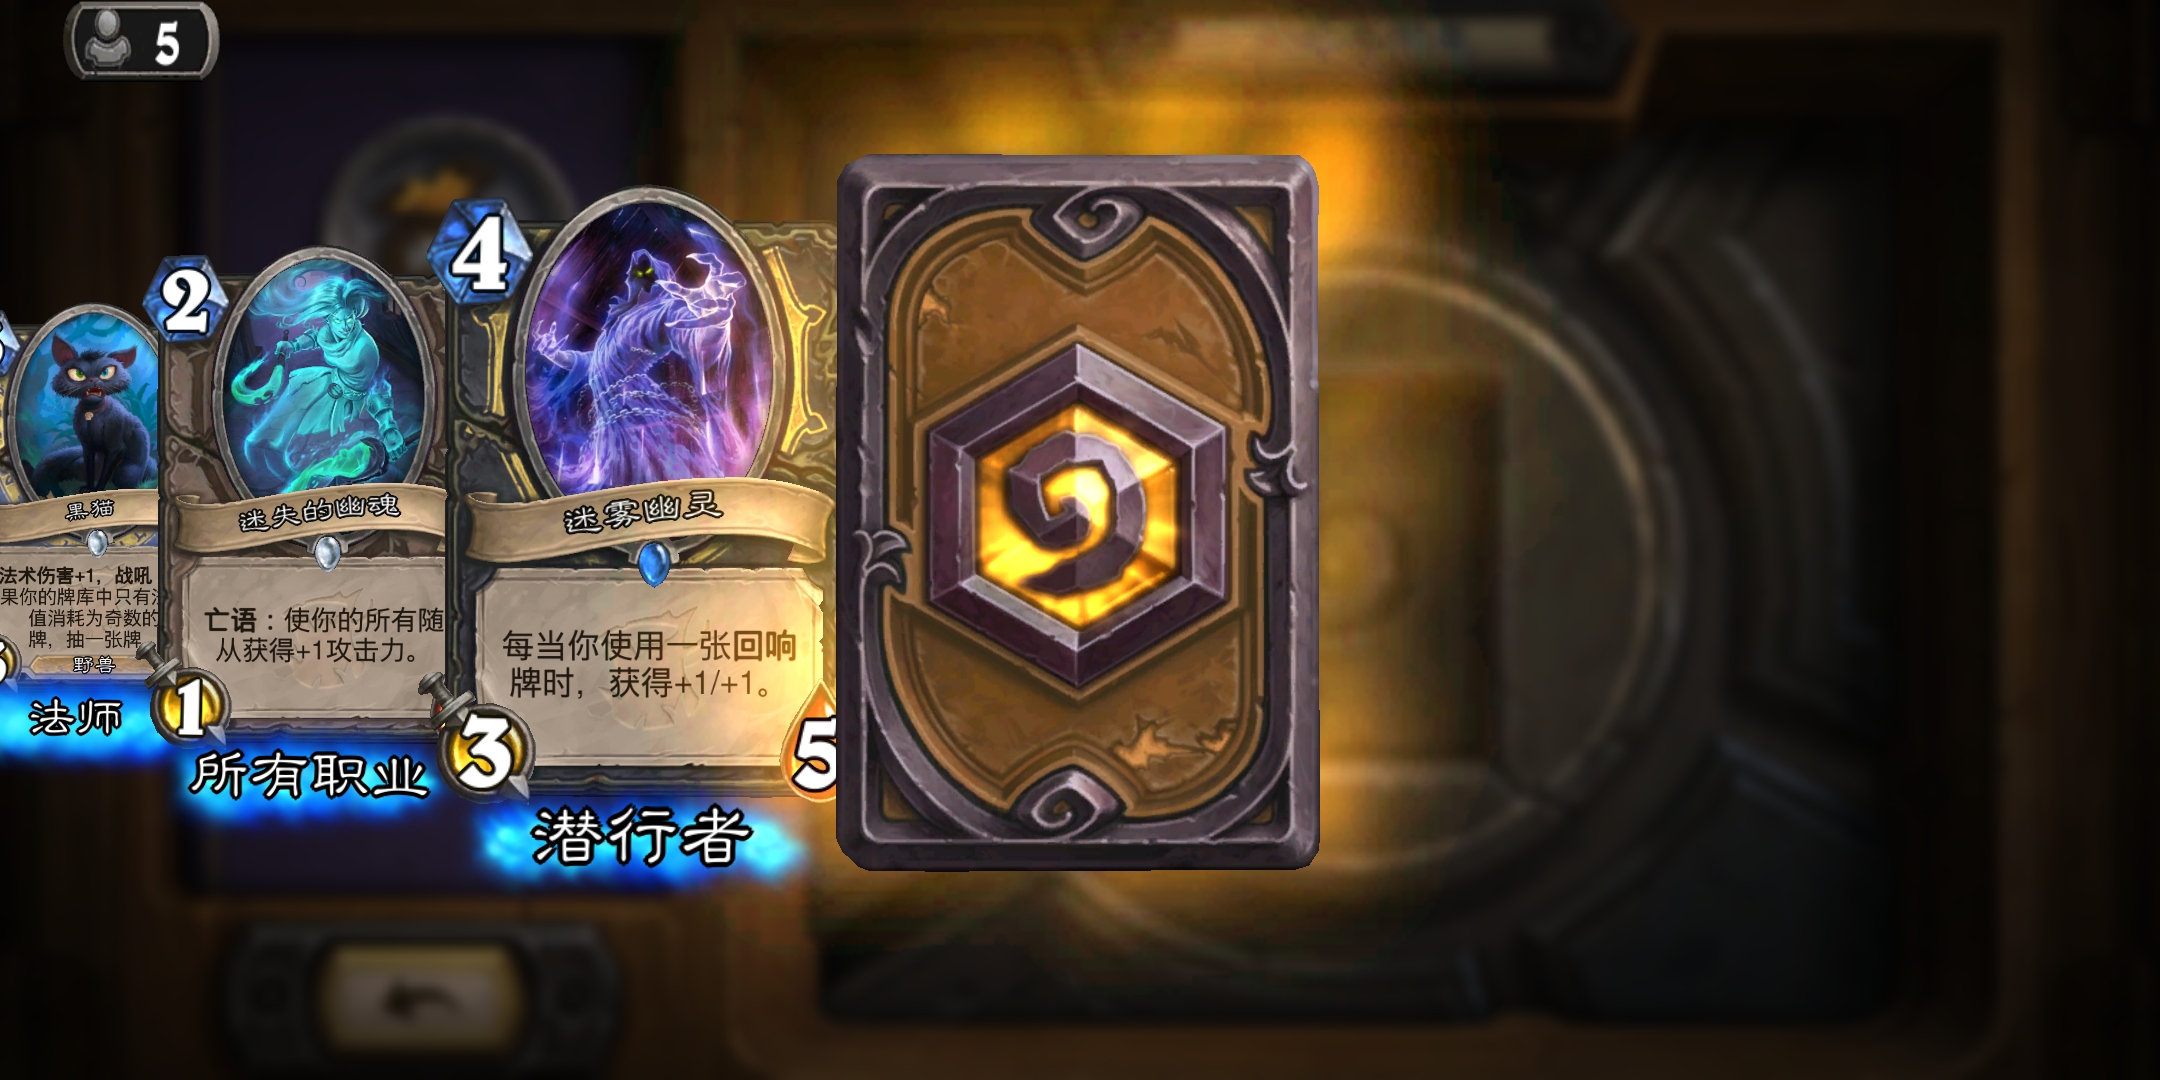 5
黑猫
法术伤害+1，战吼
果你的牌库中只有法
值消耗为奇数的
牌，抽一张牌
野兽
法师
2
迷失的幽魂
亡语：使你的所有随
从获得+1攻击力。
1
所有职业
4
迷雾幽灵
每当你使用一张回响
牌时，获得+1/+1。
3
5
潜行者